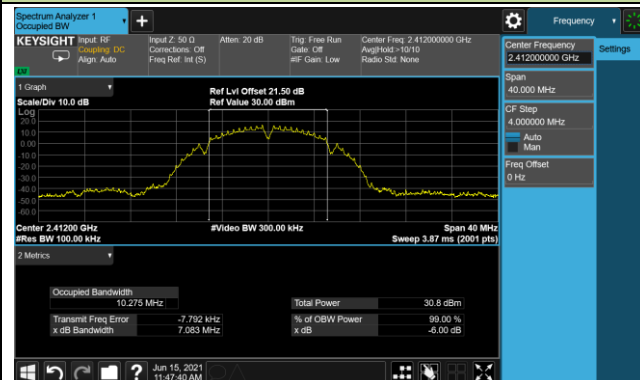 Spectrum Analyzer 1
Occupied BW
Frequency
KEYSIGHT
Input: RF
Coupling: DC
Align: Auto
Input Z: 50 Ω
Corrections: Off
Freq Ref: Int (S)
Atten: 20 dB
Trig: Free Run
Gate: Off
#IF Gain: Low
Center Freq: 2.412000000 GHz
Avg|Hold:>10/10
Radio Std: None
Center Frequency
2.412000000 GHz
Settings
Span
40.000 MHz
CF Step
4.000000 MHz
Auto
Man
Freq Offset
0 Hz
1 Graph
Scale/Div 10.0 dB
Ref Lvl Offset 21.50 dB
Ref Value 30.00 dBm
Log
20.0
10.0
0.00
-10.0
-20.0
-30.0
-40.0
-50.0
-60.0
Center 2.41200 GHz
#Res BW 100.00 kHz
#Video BW 300.00 kHz
Span 40 MHz
Sweep 3.87 ms (2001 pts)
2 Metrics
Occupied Bandwidth
10.275 MHz
Total Power 30.8 dBm
Transmit Freq Error -7.792 kHz
% of OBW Power 99.00 %
x dB Bandwidth 7.083 MHz
x dB -6.00 dB
Jun 15, 2021
11:47:40 AM